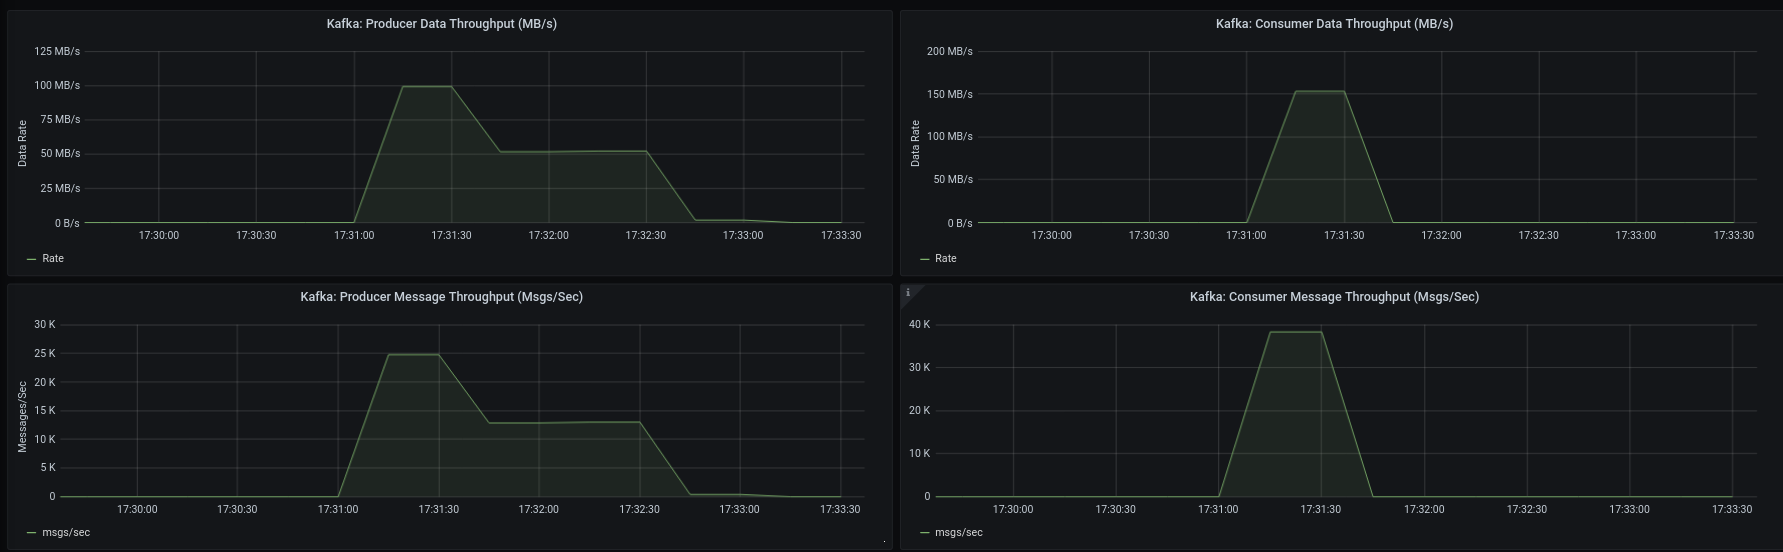 Kafka: Producer Data Throughput (MB/s)
125 MB/s
100 MB/s
75 MB/s
50 MB/s
25 MB/s
0 B/s
Data Rate
17:30:00 17:30:30 17:31:00 17:31:30 17:32:00 17:32:30 17:33:00 17:33:30
Rate
Kafka: Consumer Data Throughput (MB/s)
200 MB/s
150 MB/s
100 MB/s
50 MB/s
0 B/s
Data Rate
17:30:00 17:30:30 17:31:00 17:31:30 17:32:00 17:32:30 17:33:00 17:33:30
Rate
Kafka: Producer Message Throughput (Msgs/Sec)
30 K
25 K
20 K
15 K
10 K
5 K
0
Messages/Sec
17:30:00 17:30:30 17:31:00 17:31:30 17:32:00 17:32:30 17:33:00 17:33:30
msgs/sec
i
Kafka: Consumer Message Throughput (Msgs/Sec)
40 K
30 K
20 K
10 K
0
17:30:00 17:30:30 17:31:00 17:31:30 17:32:00 17:32:30 17:33:00 17:33:30
msgs/sec